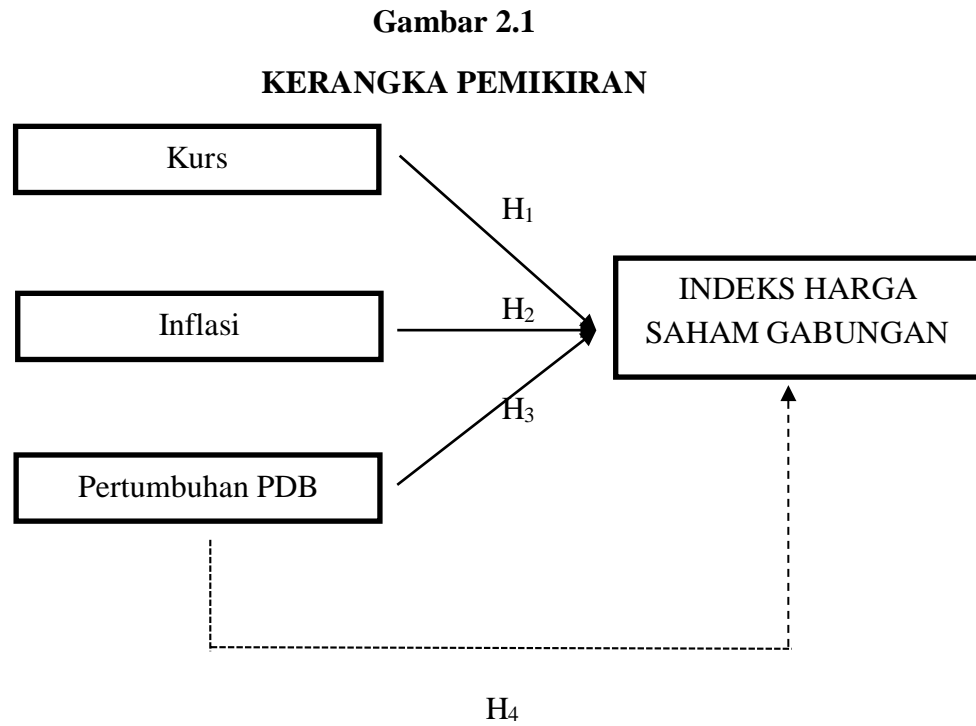 Gambar 2.1
KERANGKA PEMIKIRAN
Kurs
H₁
INDEKS HARGA
SAHAM GABUNGAN
Inflasi
H₂
H₃
Pertumbuhan PDB
H₄